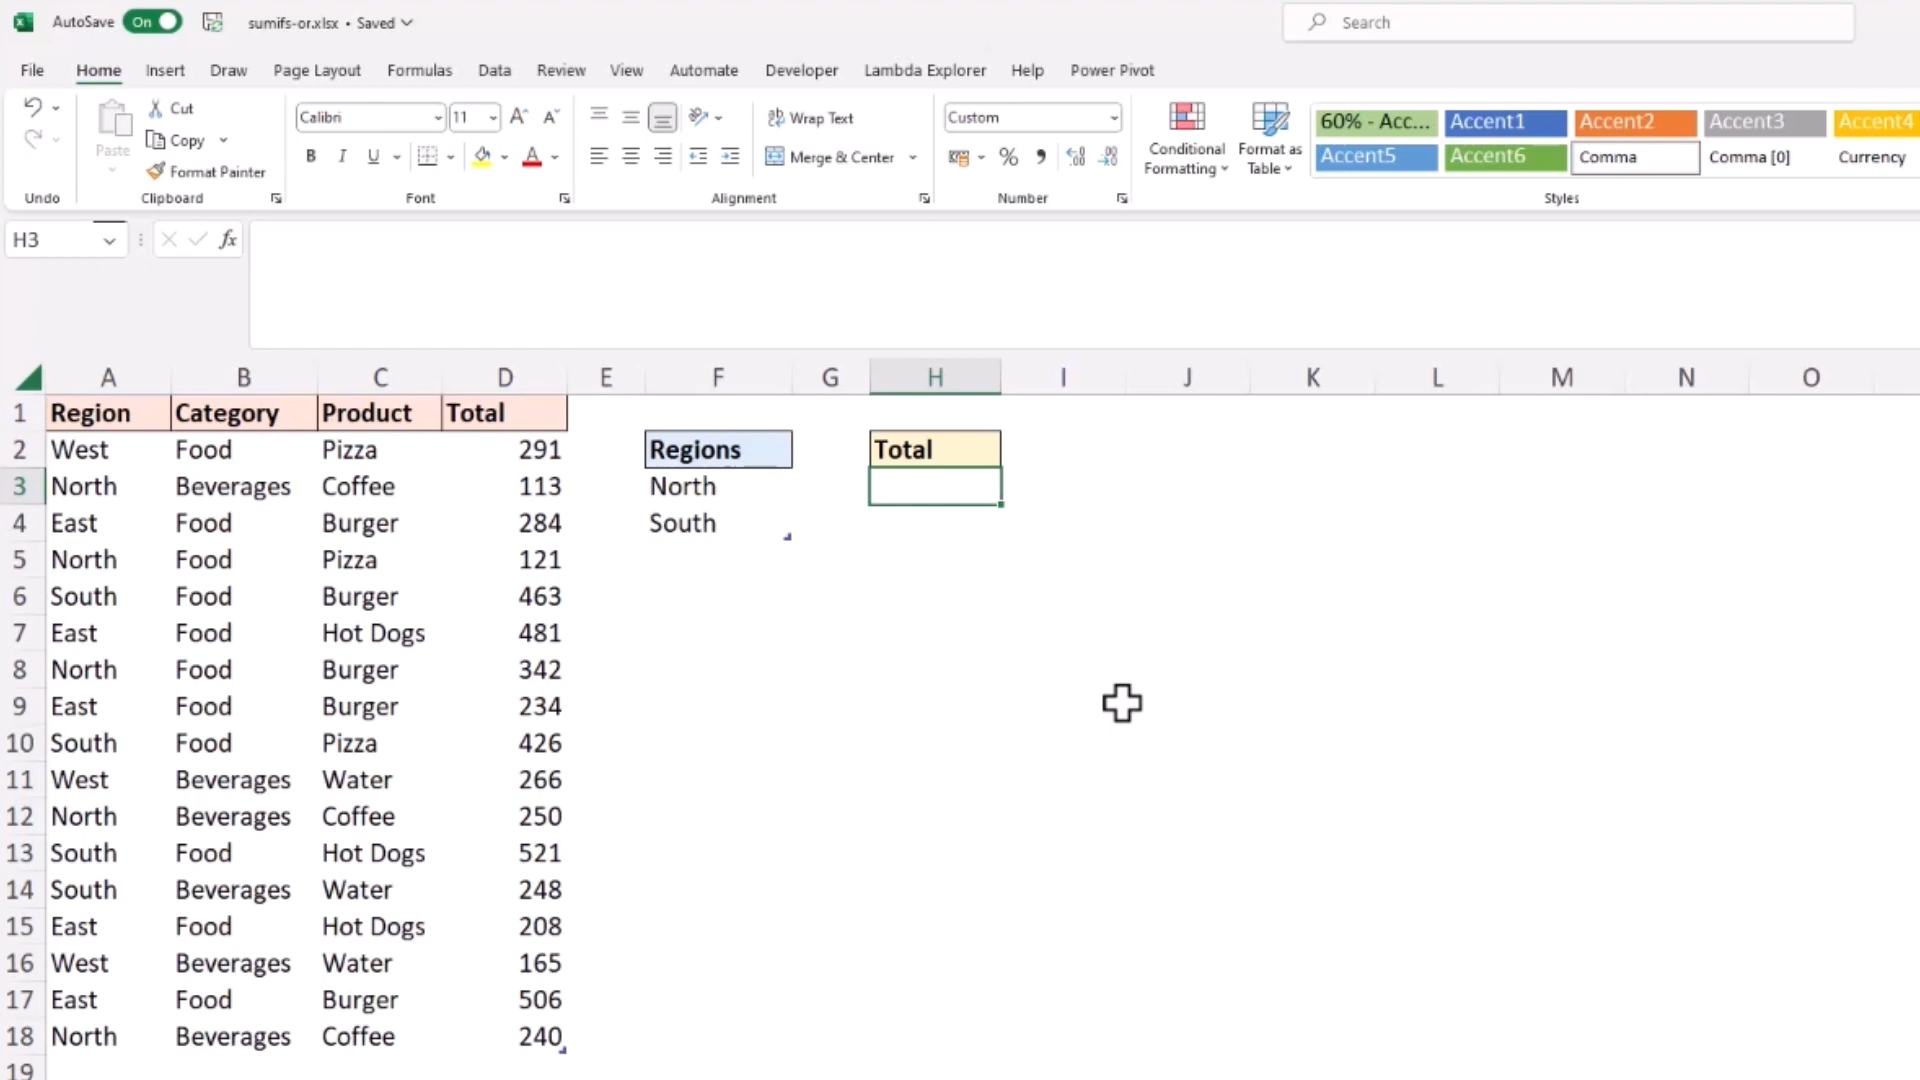 AutoSave On sumifs-or.xlsx • Saved Search
File Home Insert Draw Page Layout Formulas Data Review View Automate Developer Lambda Explorer Help Power Pivot
Paste Cut
Copy
Format Painter
Calibri 11
B I U A
Wrap Text
Merge & Center
Custom
%
Conditional Formatting
Format as Table
60% - Acc... Accent1 Accent2 Accent3 Accent4
Accent5 Accent6 Comma Comma [0] Currency
Undo Clipboard Font Alignment Number Styles
H3 fx
A B C D E F G H I J K L M N O
1 Region Category Product Total
2 West Food Pizza 291 Regions Total
3 North Beverages Coffee 113 North
4 East Food Burger 284 South
5 North Food Pizza 121
6 South Food Burger 463
7 East Food Hot Dogs 481
8 North Food Burger 342
9 East Food Burger 234
10 South Food Pizza 426
11 West Beverages Water 266
12 North Beverages Coffee 250
13 South Food Hot Dogs 521
14 South Beverages Water 248
15 East Food Hot Dogs 208
16 West Beverages Water 165
17 East Food Burger 506
18 North Beverages Coffee 240
19